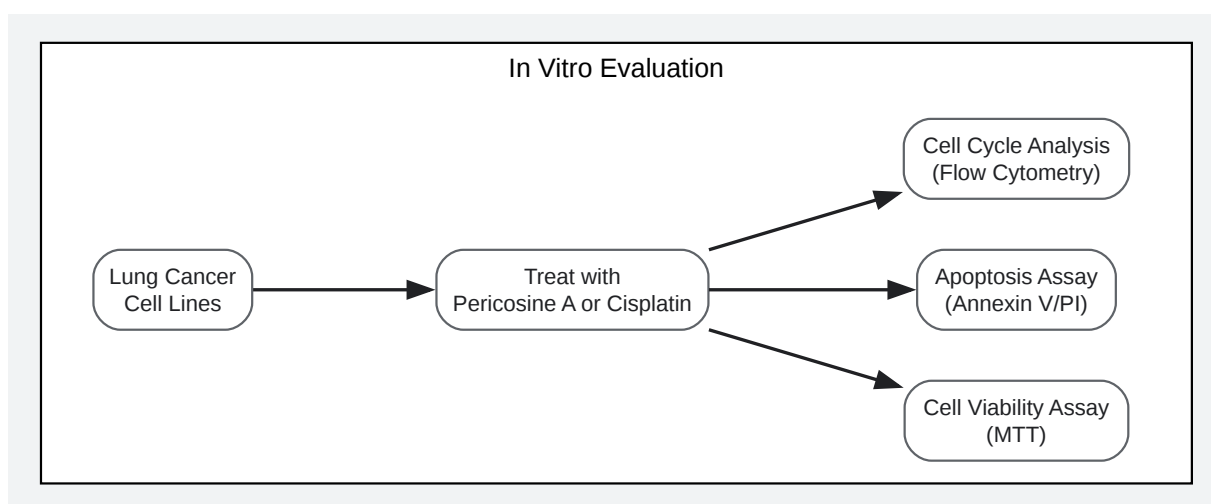 In Vitro Evaluation
Lung Cancer
Cell Lines
Treat with
Pericosine A or Cisplatin
Cell Cycle Analysis
(Flow Cytometry)
Apoptosis Assay
(Annexin V/PI)
Cell Viability Assay
(MTT)